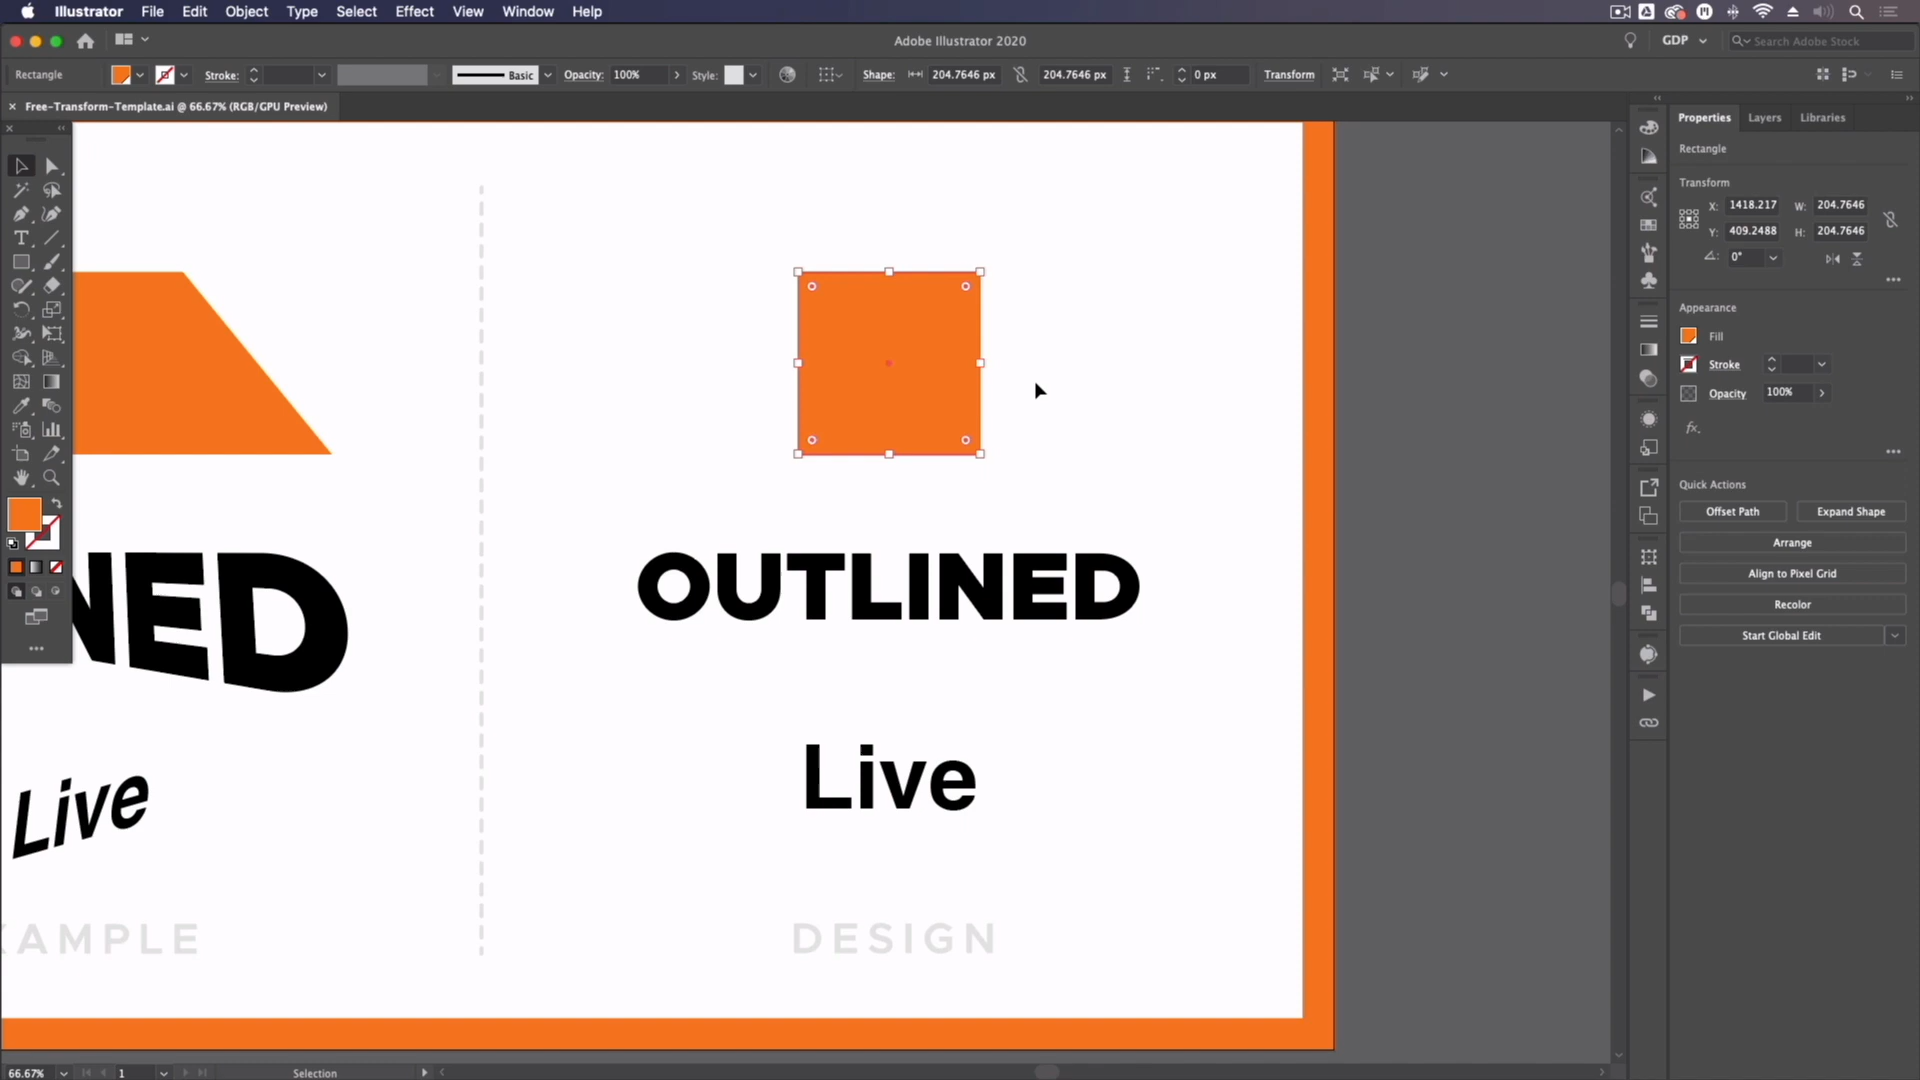 Illustrator File Edit Object Type Select Effect View Window Help
Adobe Illustrator 2020
GDP
Search Adobe Stock
Rectangle
Stroke:
Basic
Opacity: 100%
Style:
Shape: 204.7646 px 204.7646 px
0 px
Transform
Free-Transform-Template.ai @ 66.67% (RGB/GPU Preview)
Properties Layers Libraries
Rectangle
Transform
X: 1418.217 W: 204.7646
Y: 409.2488 H: 204.7646
0°
Appearance
Fill
Stroke
Opacity 100%
fx.
Quick Actions
Offset Path Expand Shape
Arrange
Align to Pixel Grid
Recolor
Start Global Edit
NED
OUTLINED
Live
Live
AMPLE
DESIGN
66.67% 1 Selection